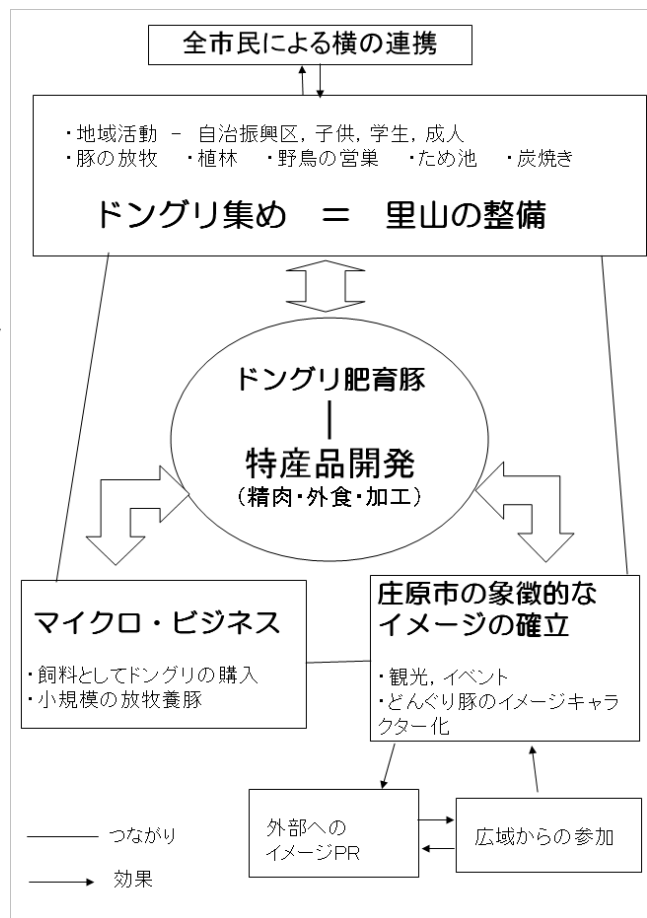 全市民による横の連携
・地域活動 － 自治振興区, 子供, 学生, 成人
・豚の放牧 ・植林 ・野鳥の営巣 ・ため池 ・炭焼き
ドングリ集め ＝ 里山の整備
ドングリ肥育豚
｜
特産品開発
(精肉・外食・加工)
マイクロ・ビジネス
・飼料としてドングリの購入
・小規模の放牧養豚
庄原市の象徴的な
イメージの確立
・観光, イベント
・どんぐり豚のイメージキャラ
クター化
外部への
イメージPR
広域からの参加
つながり
効果